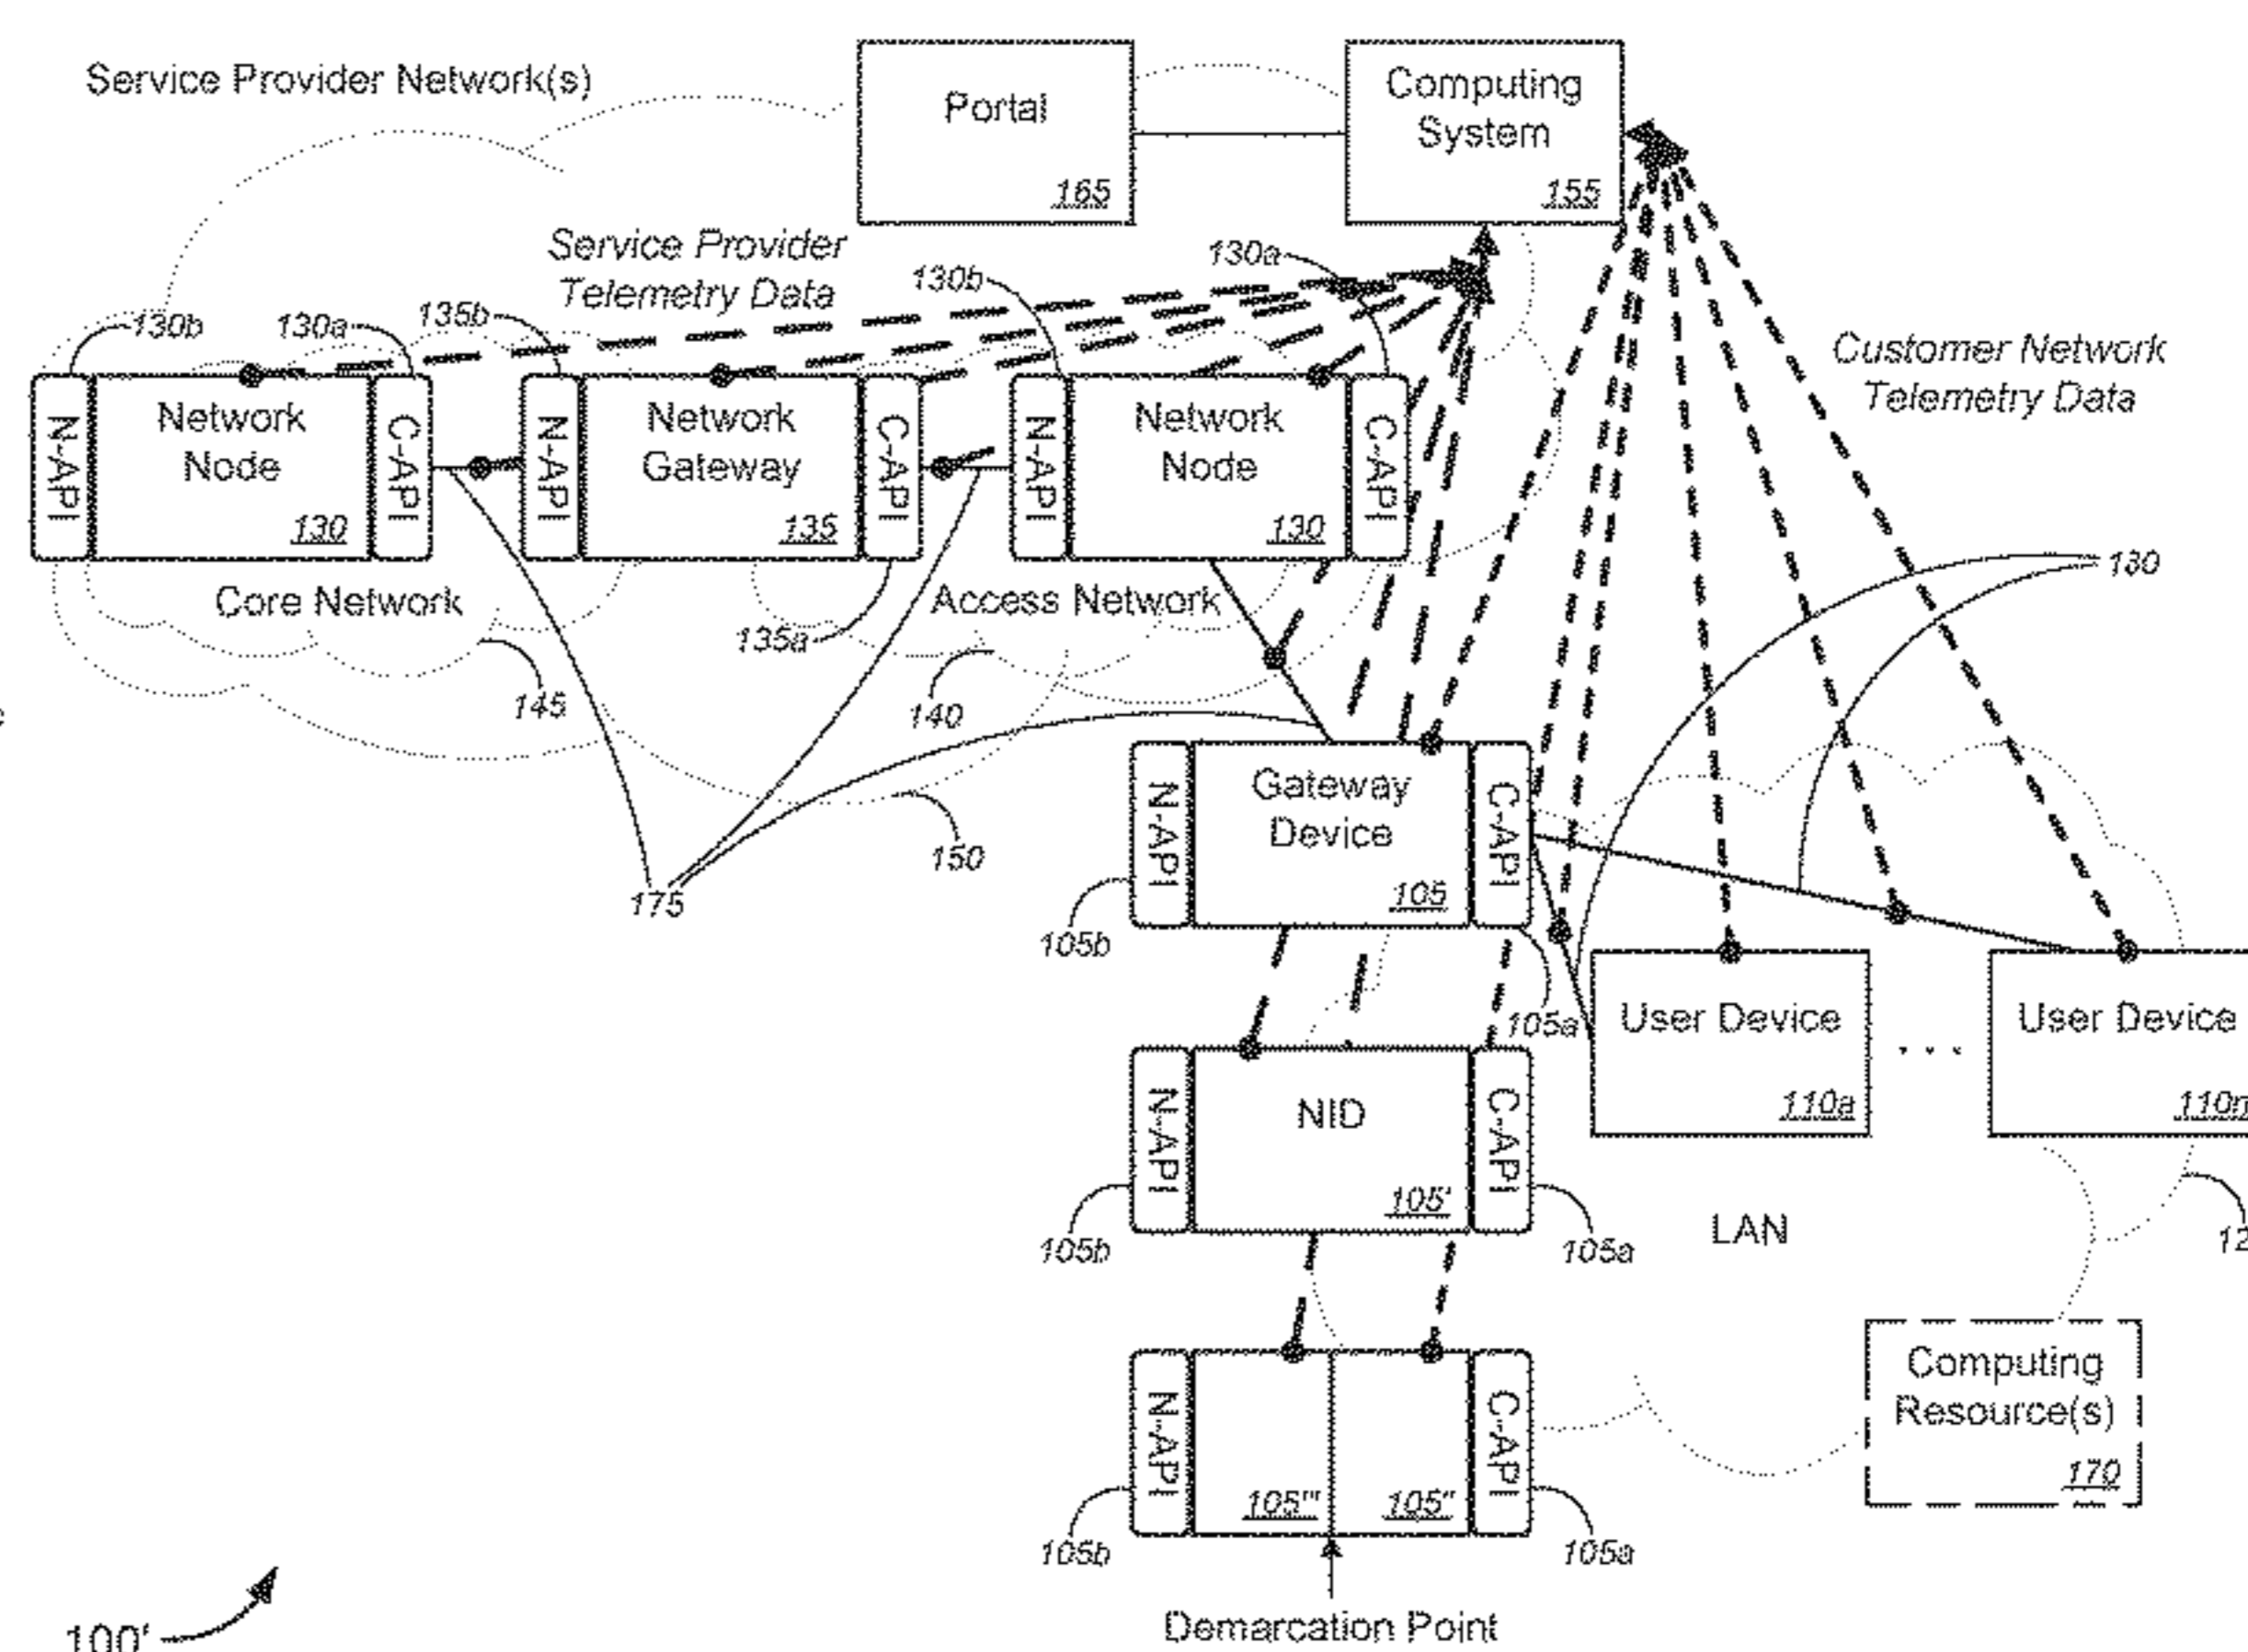 Service Provider Network(s)
Portal
165
Computing
System
155
Service Provider
Telemetry Data
Customer Network
Telemetry Data
130b
130a
135b
130b
130a
N-API
Network
Node
130
C-API
N-API
Network
Gateway
135
C-API
N-API
Network
Node
130
C-API
Core Network
Access Network
135a
145
140
150
175
180
N-API
Gateway
Device
105
C-API
105b
105a
User Device
110a
. . .
User Device
N-API
NID
105'
C-API
105b
105a
LAN
N-API
105'''
105''
C-API
105b
105a
Computing
Resource(s)
170
Demarcation Point
100'